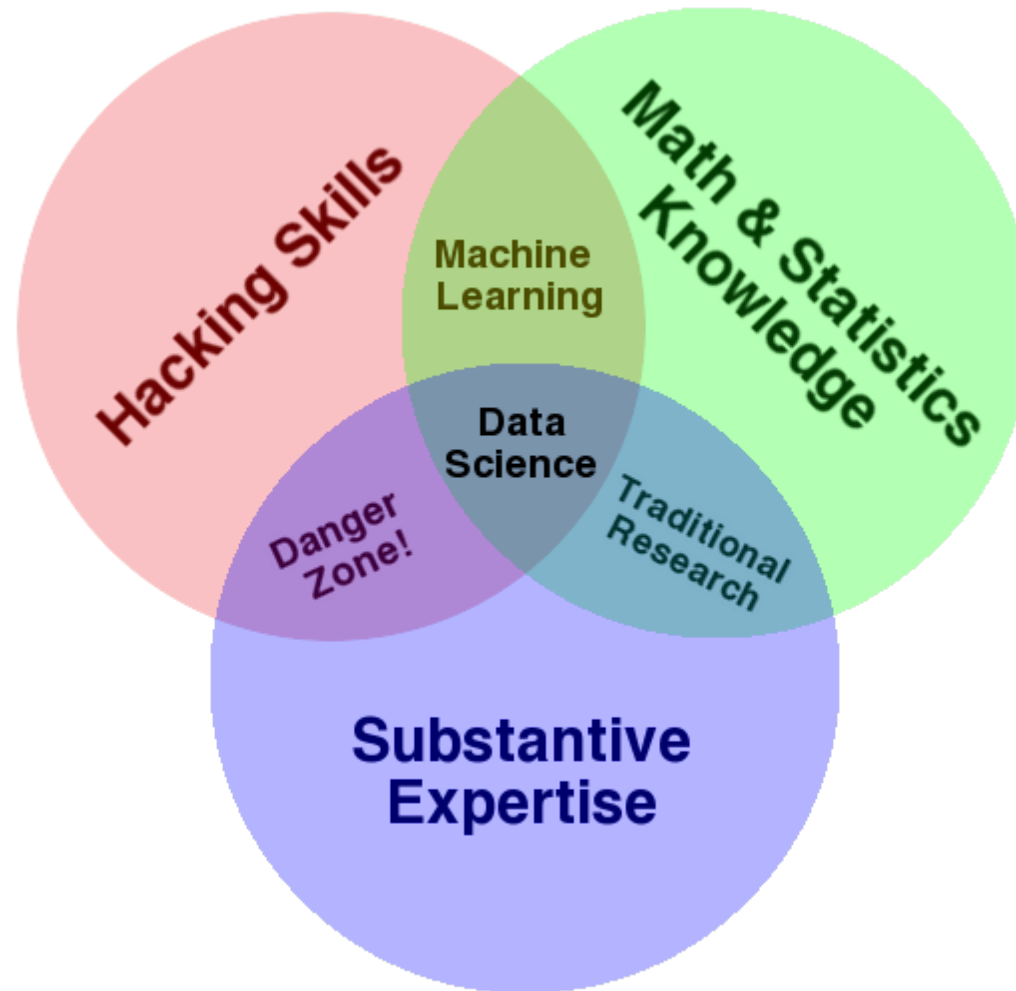 Hacking Skills
Math & Statistics
Knowledge
Machine
Learning
Data
Science
Danger
Zone!
Traditional
Research
Substantive
Expertise